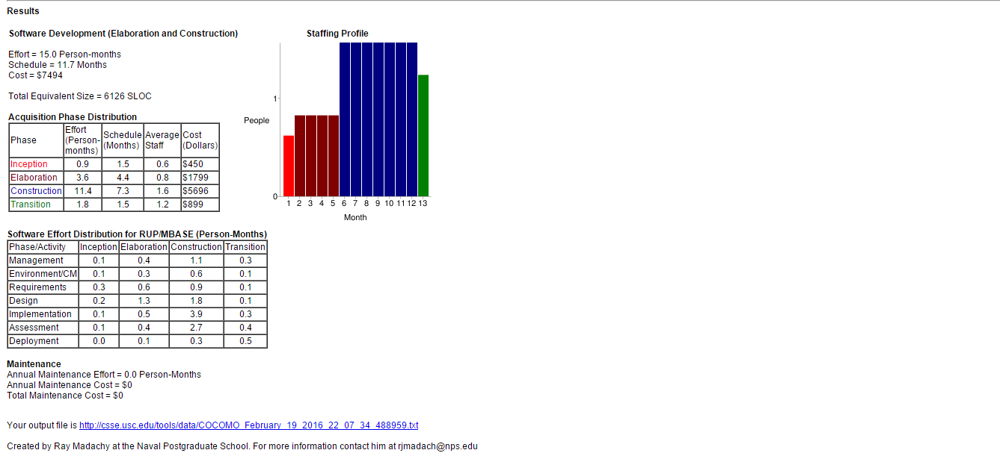 Results
Software Development (Elaboration and Construction)
Effort = 15.0 Person-months
Schedule = 11.7 Months
Cost = $7494
Total Equivalent Size = 6126 SLOC
Acquisition Phase Distribution
Phase Effort (Person-months) Schedule (Months) Average Staff Cost (Dollars)
Inception 0.9 1.5 0.6 $450
Elaboration 3.6 4.4 0.8 $1799
Construction 11.4 7.3 1.6 $5696
Transition 1.8 1.5 1.2 $899
Staffing Profile
1
People
0
1 2 3 4 5 6 7 8 9 10 11 12 13
Month
Software Effort Distribution for RUP/MBASE (Person-Months)
Phase/Activity Inception Elaboration Construction Transition
Management 0.1 0.4 1.1 0.3
Environment/CM 0.1 0.3 0.6 0.1
Requirements 0.3 0.6 0.9 0.1
Design 0.2 1.3 1.8 0.1
Implementation 0.1 0.5 3.9 0.3
Assessment 0.1 0.4 2.7 0.4
Deployment 0.0 0.1 0.3 0.5
Maintenance
Annual Maintenance Effort = 0.0 Person-Months
Annual Maintenance Cost = $0
Total Maintenance Cost = $0
Your output file is http://csse.usc.edu/tools/data/COCOMO_February_19_2016_22_07_34_488959.txt
Created by Ray Madachy at the Naval Postgraduate School. For more information contact him at rjmadach@nps.edu